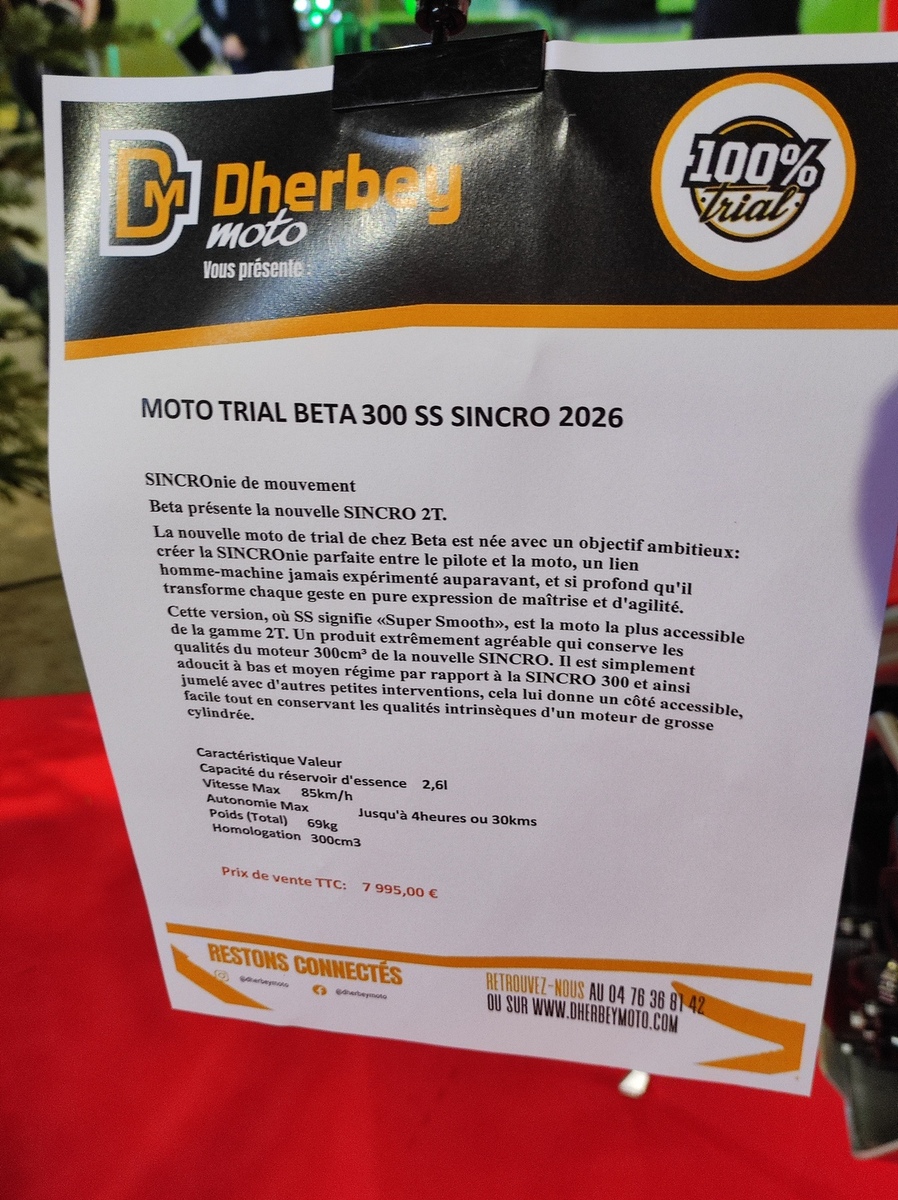 DM Dherbey
moto
Vous présente :
100%
trial
MOTO TRIAL BETA 300 SS SINCRO 2026
SINCROnie de mouvement
Beta présente la nouvelle SINCRO 2T.
La nouvelle moto de trial de chez Beta est née avec un objectif ambitieux:
créer la SINCROnie parfaite entre le pilote et la moto, un lien
homme-machine jamais expérimenté auparavant, et si profond qu'il
transforme chaque geste en pure expression de maîtrise et d'agilité.
Cette version, où SS signifie «Super Smooth», est la moto la plus accessible
de la gamme 2T. Un produit extrêmement agréable qui conserve les
qualités du moteur 300cm³ de la nouvelle SINCRO. Il est simplement
adoucit à bas et moyen régime par rapport à la SINCRO 300 et ainsi
jumelé avec d'autres petites interventions, cela lui donne un côté accessible,
facile tout en conservant les qualités intrinsèques d'un moteur de grosse
cylindrée.
Caractéristique Valeur
Capacité du réservoir d'essence 2,6l
Vitesse Max 85km/h
Autonomie Max Jusqu'à 4heures ou 30kms
Poids (Total) 69kg
Homologation 300cm3
Prix de vente TTC: 7 995,00 €
RESTONS CONNECTÉS
@dherbeymoto @dherbeymoto
RETROUVEZ-NOUS AU 04 76 36 81 42
OU SUR WWW.DHERBEYMOTO.COM